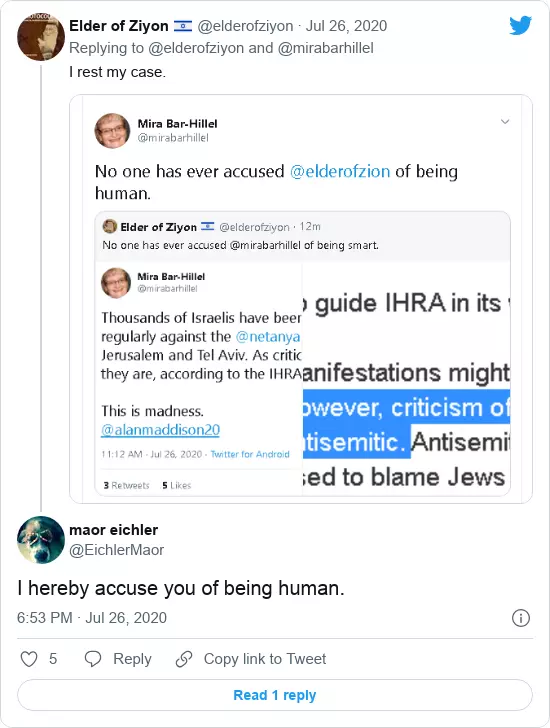 Elder of Ziyon @elderofziyon · Jul 26, 2020
Replying to @elderofziyon and @mirabarhillel
I rest my case.
Mira Bar-Hillel
@mirabarhillel
No one has ever accused @elderofzion of being
human.
Elder of Ziyon @elderofziyon · 12m
No one has ever accused @mirabarhillel of being smart.
Mira Bar-Hillel
@mirabarhillel
Thousands of Israelis have beer
regularly against the @netanya
Jerusalem and Tel Aviv. As critic
they are, according to the IHRA
This is madness.
@alanmaddison20
11:12 AM · Jul 26, 2020 · Twitter for Android
3 Retweets 5 Likes
guide IHRA in its
anifestations might
owever, criticism of
tisemitic. Antisemi
sed to blame Jews
maor eichler
@EichlerMaor
I hereby accuse you of being human.
6:53 PM · Jul 26, 2020
5 Reply Copy link to Tweet
Read 1 reply